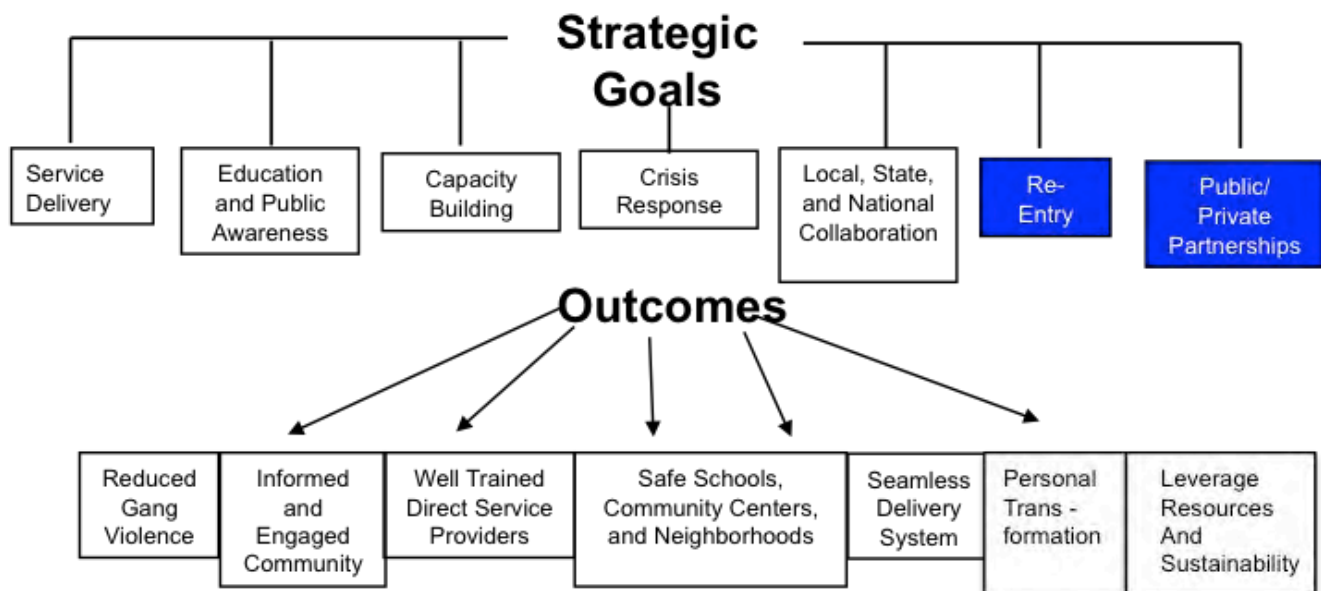 Strategic
Goals
Service
Delivery
Education
and Public
Awareness
Capacity
Building
Crisis
Response
Local, State,
and National
Collaboration
Re-
Entry
Public/
Private
Partnerships
Outcomes
Reduced
Gang
Violence
Informed
and
Engaged
Community
Well Trained
Direct Service
Providers
Safe Schools,
Community Centers,
and Neighborhoods
Seamless
Delivery
System
Personal
Trans -
formation
Leverage
Resources
And
Sustainability